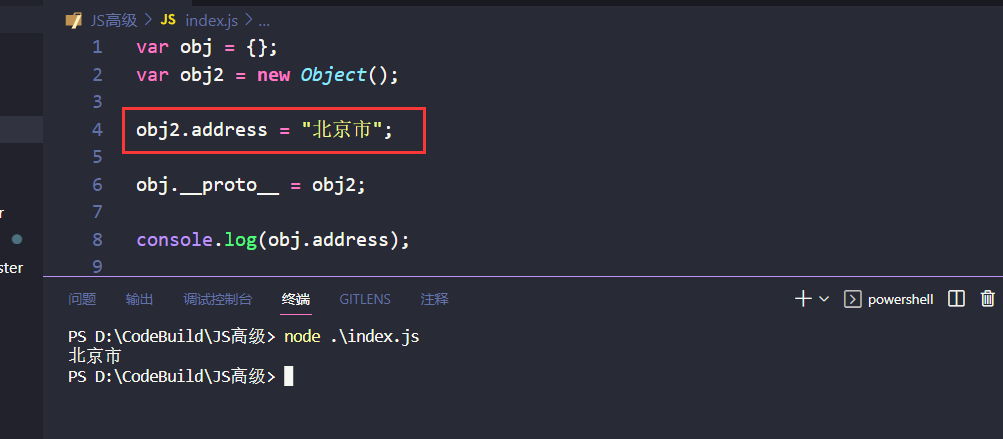 JS高级 > JS index.js > ...
1 var obj = {};
2 var obj2 = new Object();
3
4 obj2.address = "北京市";
5
6 obj.__proto__ = obj2;
7
8 console.log(obj.address);
9
r
ster
问题 输出 调试控制台 终端 GITLENS 注释 powershell
PS D:\CodeBuild\JS高级> node .\index.js
北京市
PS D:\CodeBuild\JS高级>